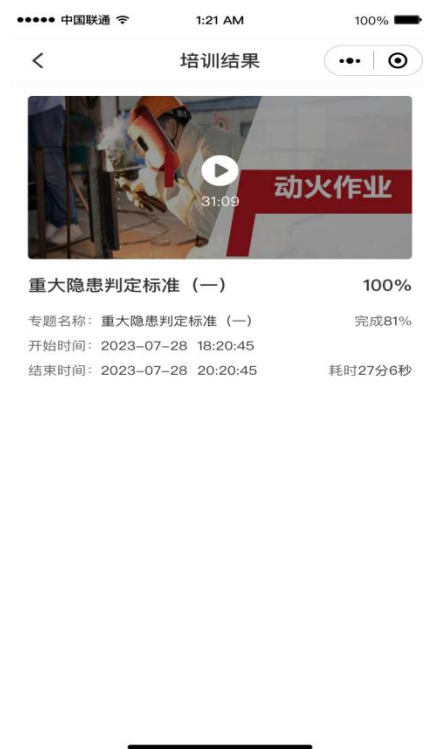 中国联通
1:21 AM
100%
培训结果
31:09
动火作业
重大隐患判定标准（一）
100%
专题名称：重大隐患判定标准（一）
完成81%
开始时间：2023-07-28 18:20:45
结束时间：2023-07-28 20:20:45
耗时27分6秒